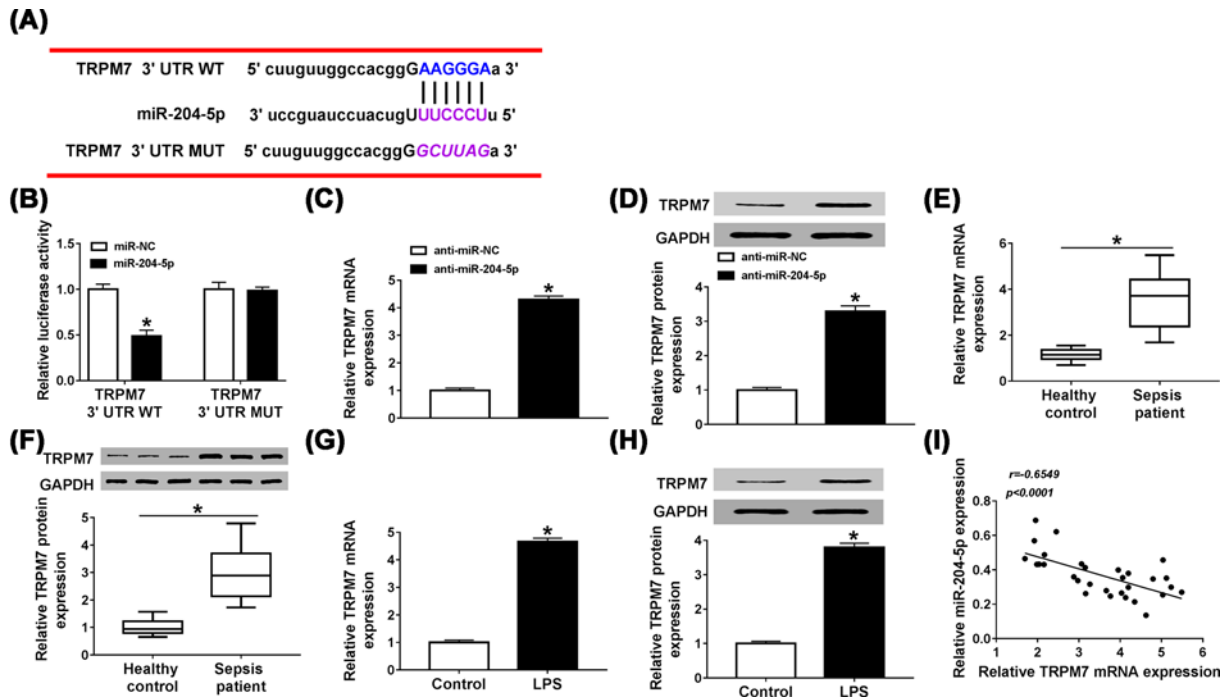 (A)
TRPM7 3' UTR WT 5' cuuguuggccacggGAAGGGAa 3'
miR-204-5p 3' uccguauccuacugUUUCCCUu 5'
TRPM7 3' UTR MUT 5' cuuguuggccacggGGCUUAGa 3'
(B)
Relative luciferase activity
miR-NC
miR-204-5p
1.5
1.0
0.5
0.0
*
TRPM7
3' UTR WT
TRPM7
3' UTR MUT
(C)
Relative TRPM7 mRNA
expression
anti-miR-NC
anti-miR-204-5p
5
4
3
2
1
0
*
(D)
TRPM7
GAPDH
anti-miR-NC
anti-miR-204-5p
Relative TRPM7 protein
expression
4
3
2
1
0
*
(E)
Relative TRPM7 mRNA
expression
6
4
2
0
*
Healthy
control
Sepsis
patient
(F)
TRPM7
GAPDH
Relative TRPM7 protein
expression
5
4
3
2
1
0
*
Healthy
control
Sepsis
patient
(G)
Relative TRPM7 mRNA
expression
6
5
4
3
2
1
0
*
Control
LPS
(H)
TRPM7
GAPDH
Relative TRPM7 protein
expression
5
4
3
2
1
0
*
Control
LPS
(I)
Relative miR-204-5p expression
r=-0.6549
p<0.0001
0.8
0.6
0.4
0.2
0.0
1 2 3 4 5 6
Relative TRPM7 mRNA expression